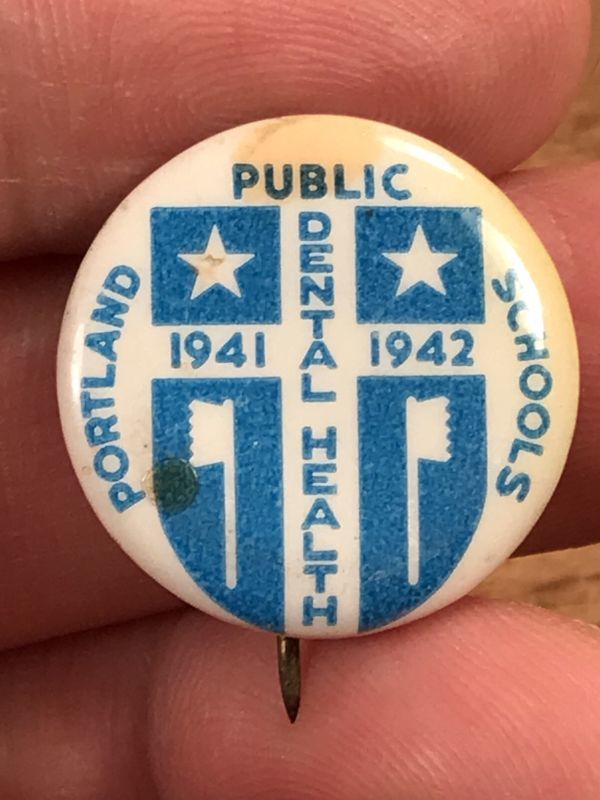 PORTLAND
PUBLIC
SCHOOLS
DENTAL HEALTH
1941 1942